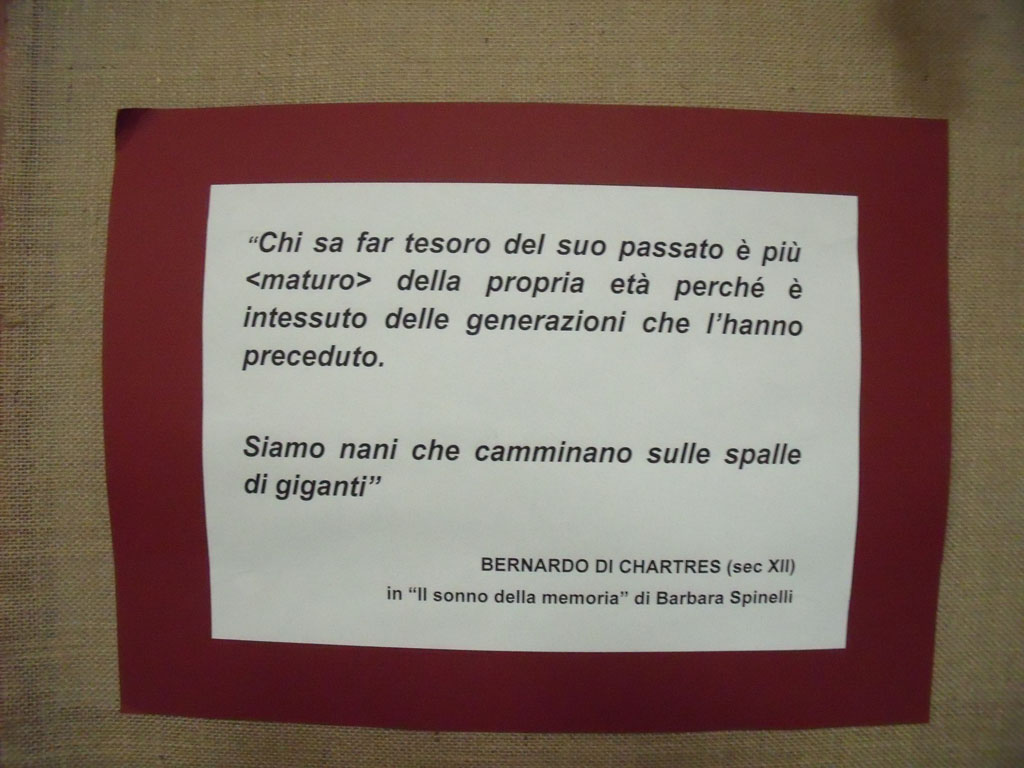 “Chi sa far tesoro del suo passato è più
<maturo> della propria età perché è
intessuto delle generazioni che l’hanno
preceduto.
Siamo nani che camminano sulle spalle
di giganti”
BERNARDO DI CHARTRES (sec XII)
in “Il sonno della memoria” di Barbara Spinelli